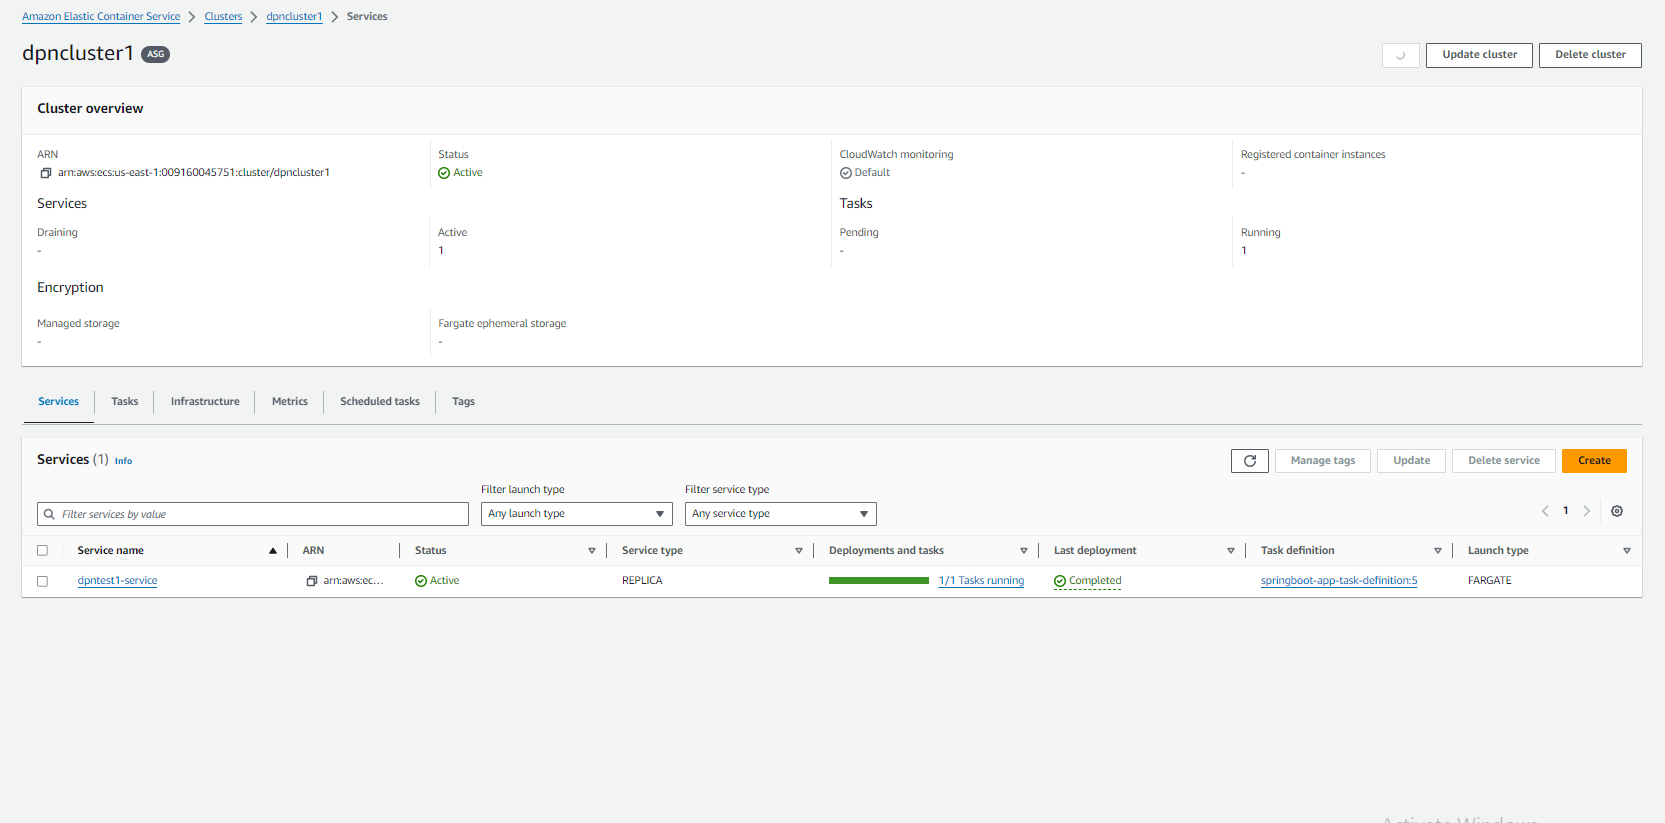 Amazon Elastic Container Service > Clusters > dpncluster1 > Services
dpncluster1 ASG
Update cluster Delete cluster
Cluster overview
ARN Status CloudWatch monitoring Registered container instances
arn:aws:ecs:us-east-1:009160045751:cluster/dpncluster1 Active Default -
Services Tasks
Draining Active Pending Running
- 1 - 1
Encryption
Managed storage Fargate ephemeral storage
- -
Services Tasks Infrastructure Metrics Scheduled tasks Tags
Services (1) Info Manage tags Update Delete service Create
Filter launch type Filter service type
Filter services by value Any launch type Any service type 1
Service name ARN Status Service type Deployments and tasks Last deployment Task definition Launch type
dpntest1-service arn:aws:ec... Active REPLICA 1/1 Tasks running Completed springboot-app-task-definition:5 FARGATE
Activate Windows